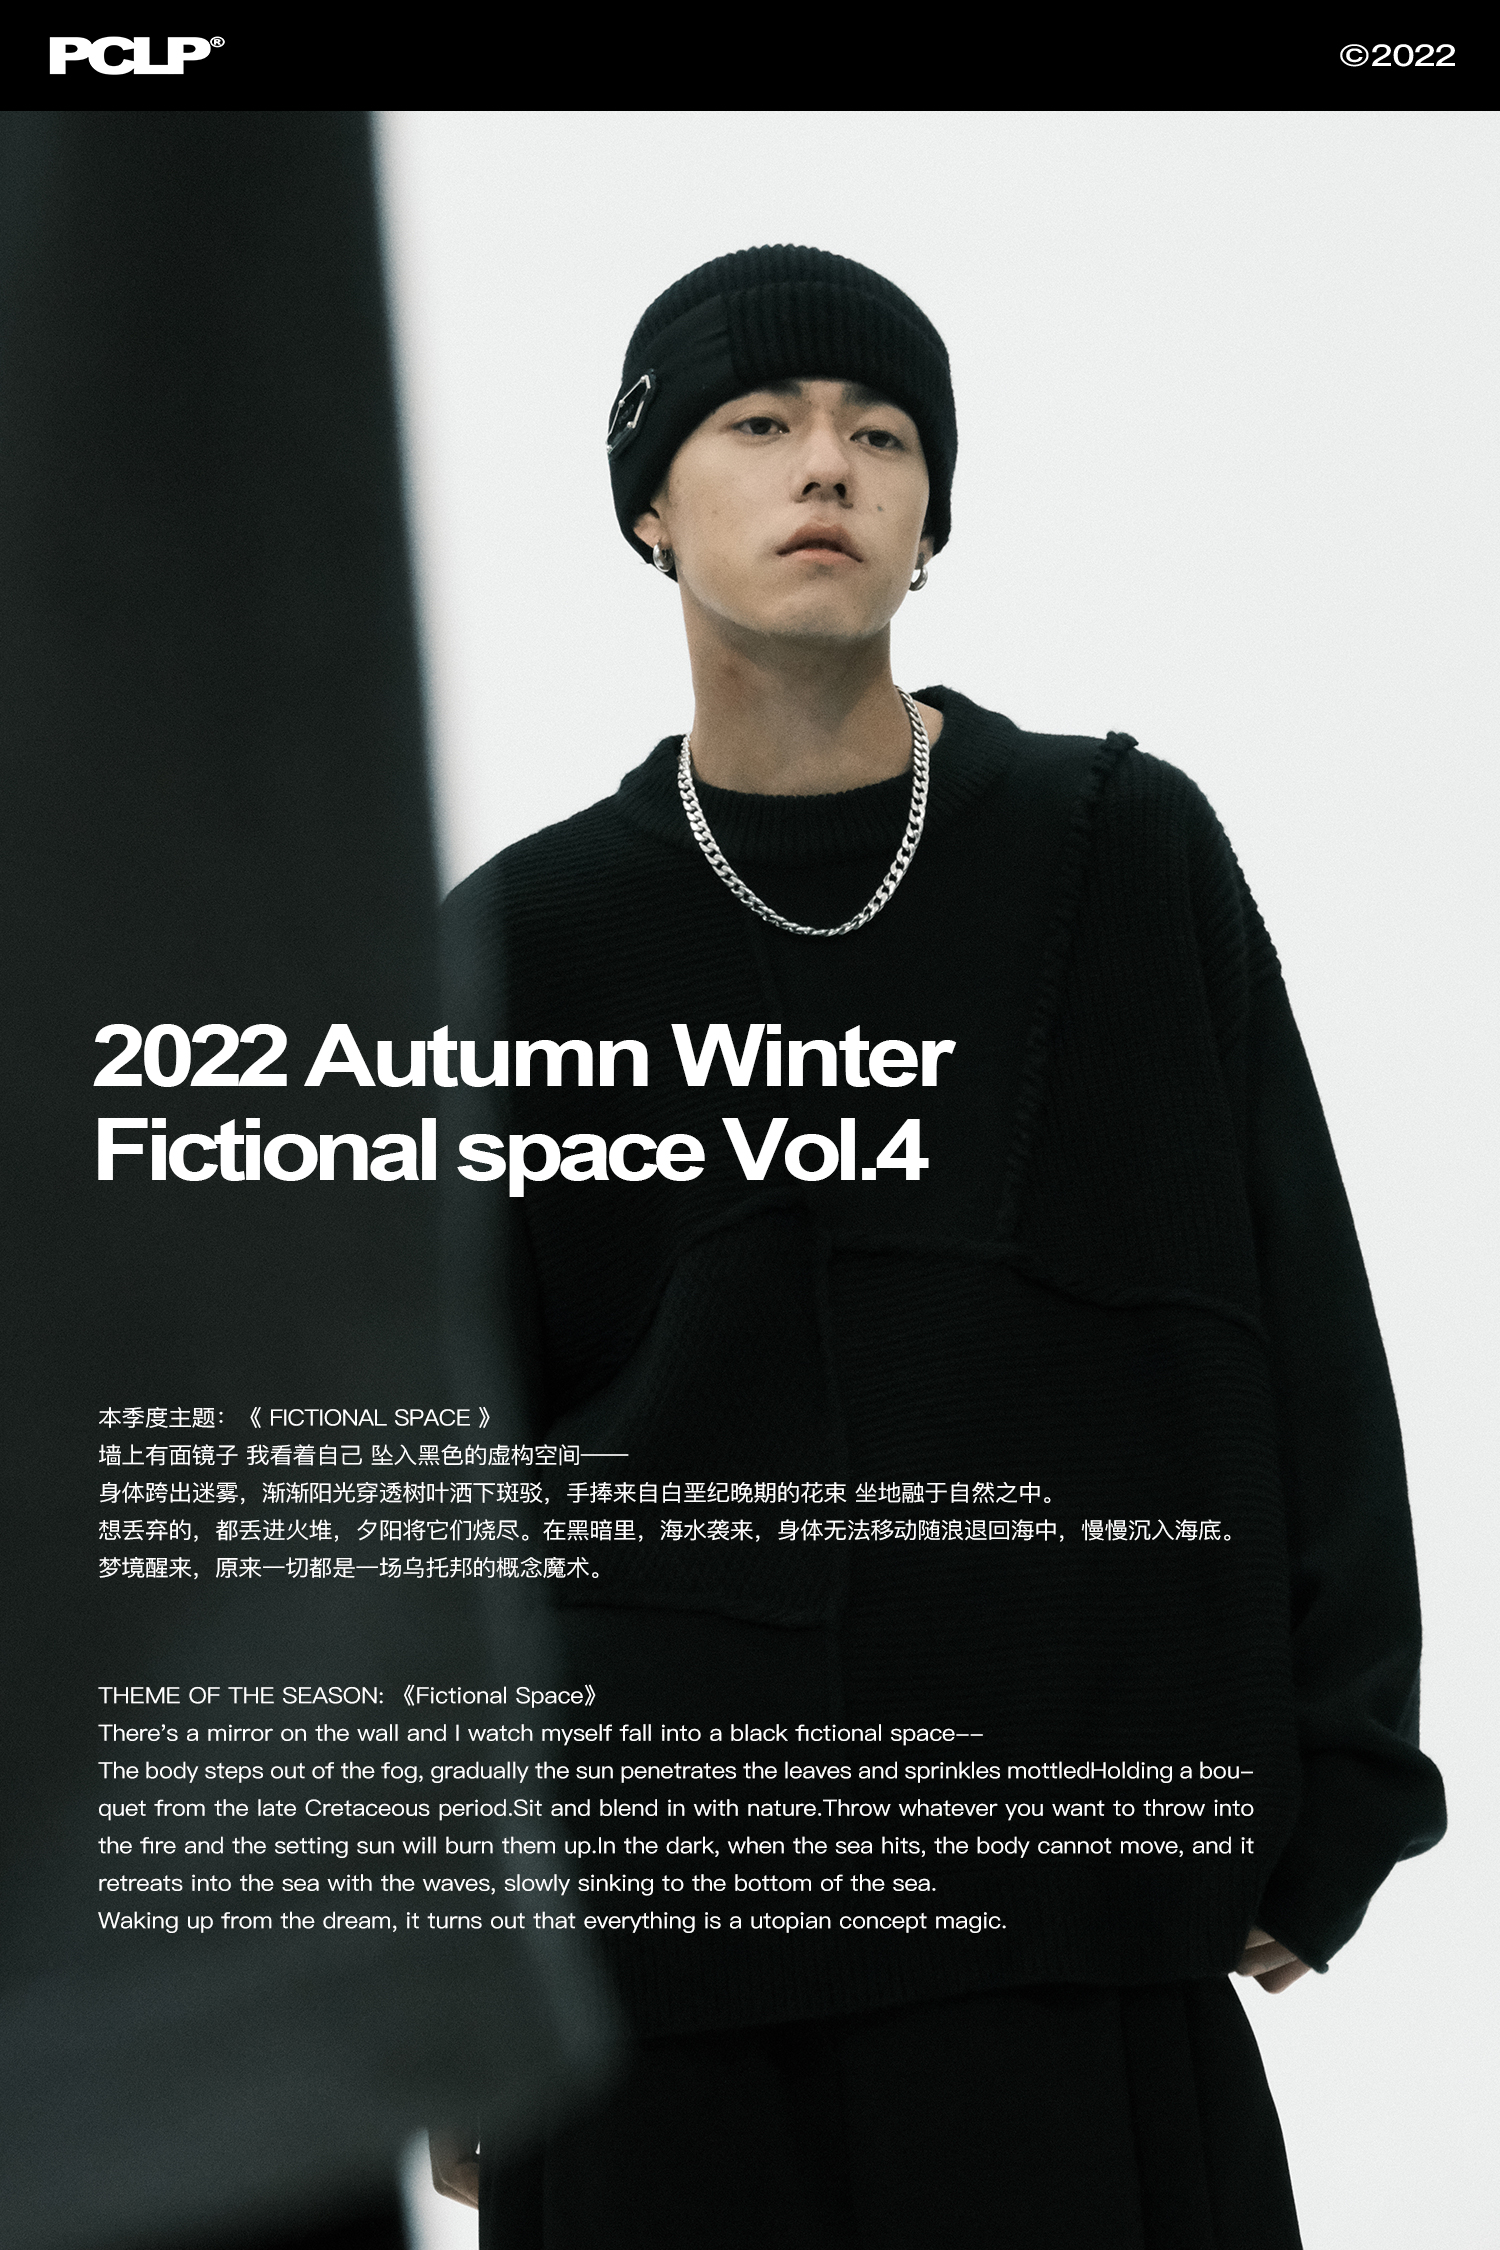 PCLP®
©2022
2022 Autumn Winter
Fictional space Vol.4
本季度主题：《 FICTIONAL SPACE 》
墙上有面镜子 我看着自己 坠入黑色的虚构空间——
身体跨出迷雾，渐渐阳光穿透树叶洒下斑驳，手捧来自白垩纪晚期的花束 坐地融于自然之中。
想丢弃的，都丢进火堆，夕阳将它们烧尽。在黑暗里，海水袭来，身体无法移动随浪退回海中，慢慢沉入海底。
梦境醒来，原来一切都是一场乌托邦的概念魔术。
THEME OF THE SEASON: 《Fictional Space》
There's a mirror on the wall and I watch myself fall into a black fictional space--
The body steps out of the fog, gradually the sun penetrates the leaves and sprinkles mottledHolding a bou-
quet from the late Cretaceous period.Sit and blend in with nature.Throw whatever you want to throw into
the fire and the setting sun will burn them up.In the dark, when the sea hits, the body cannot move, and it
retreats into the sea with the waves, slowly sinking to the bottom of the sea.
Waking up from the dream, it turns out that everything is a utopian concept magic.